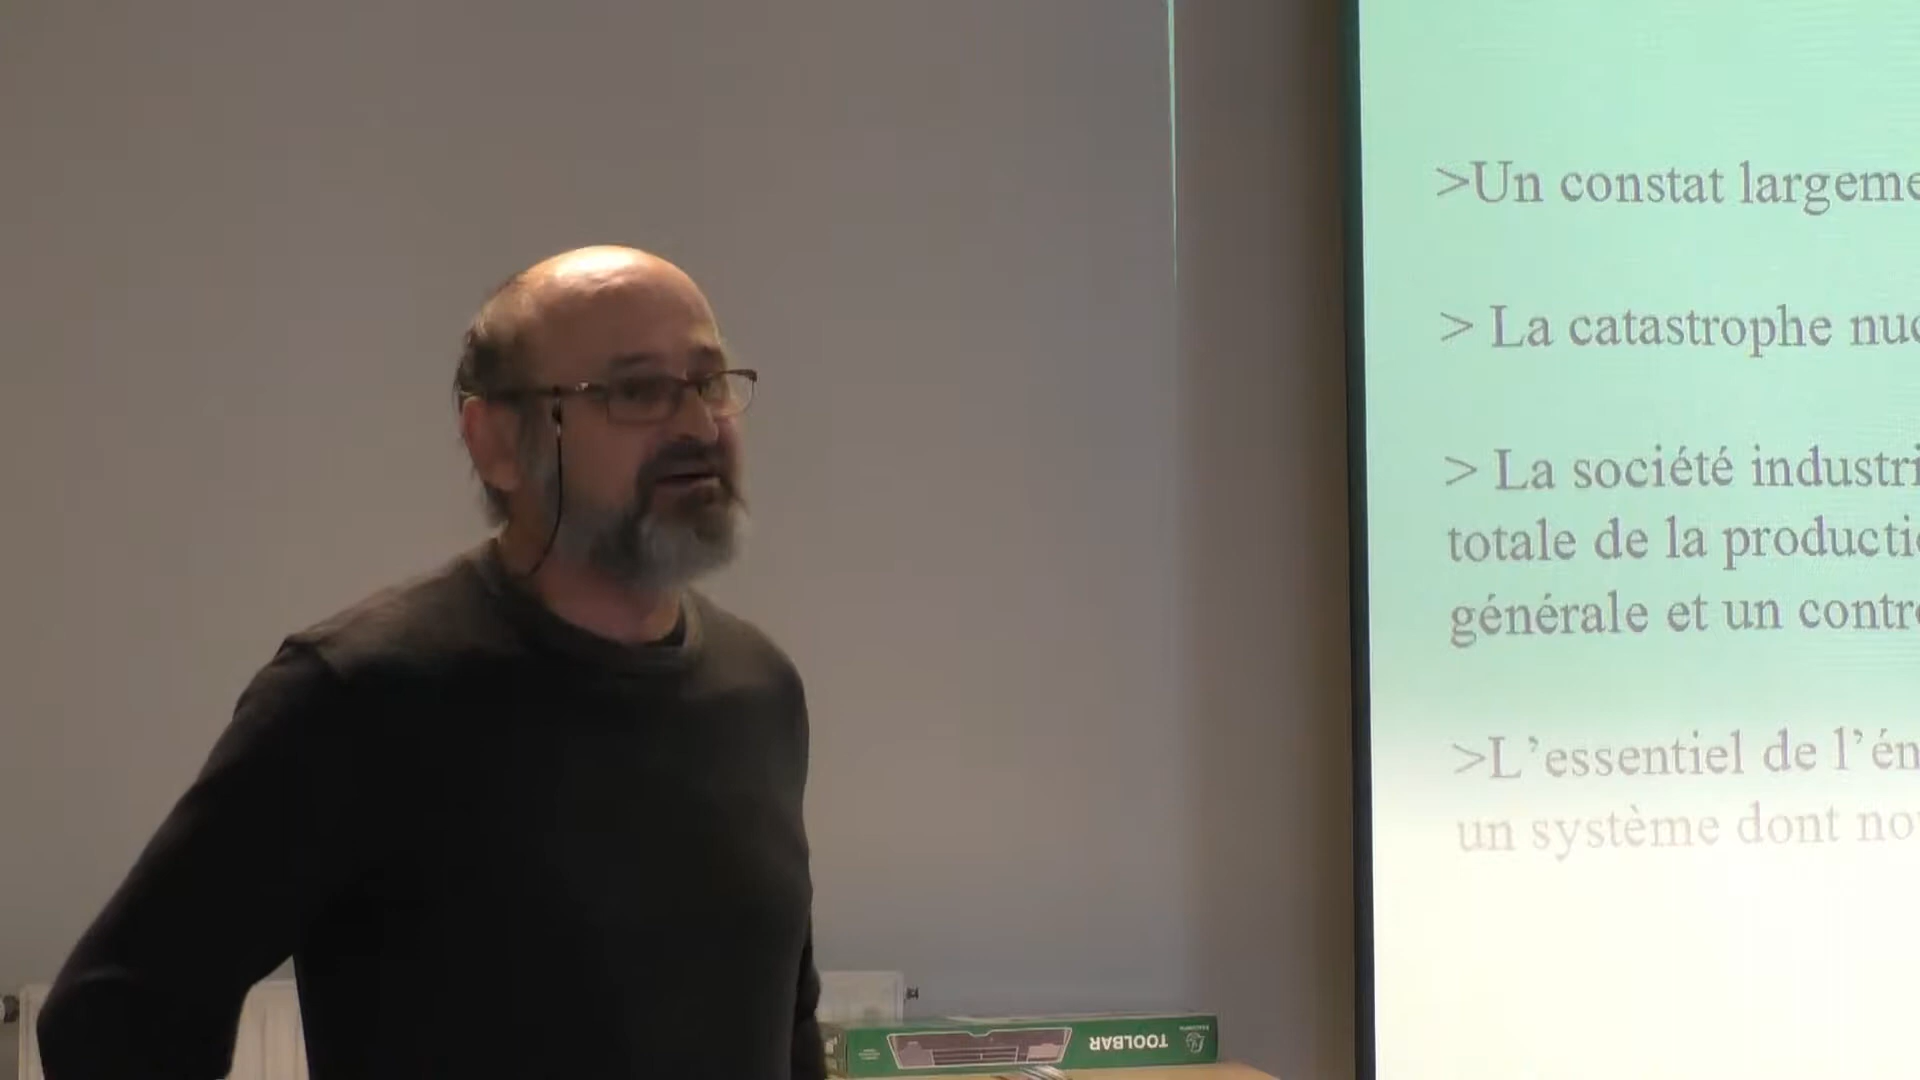 >Un constat largeme
> La catastrophe nuc
> La société industri
totale de la producti
générale et un contr
>L'essentiel de l'én
un système dont no
TOOLBAR